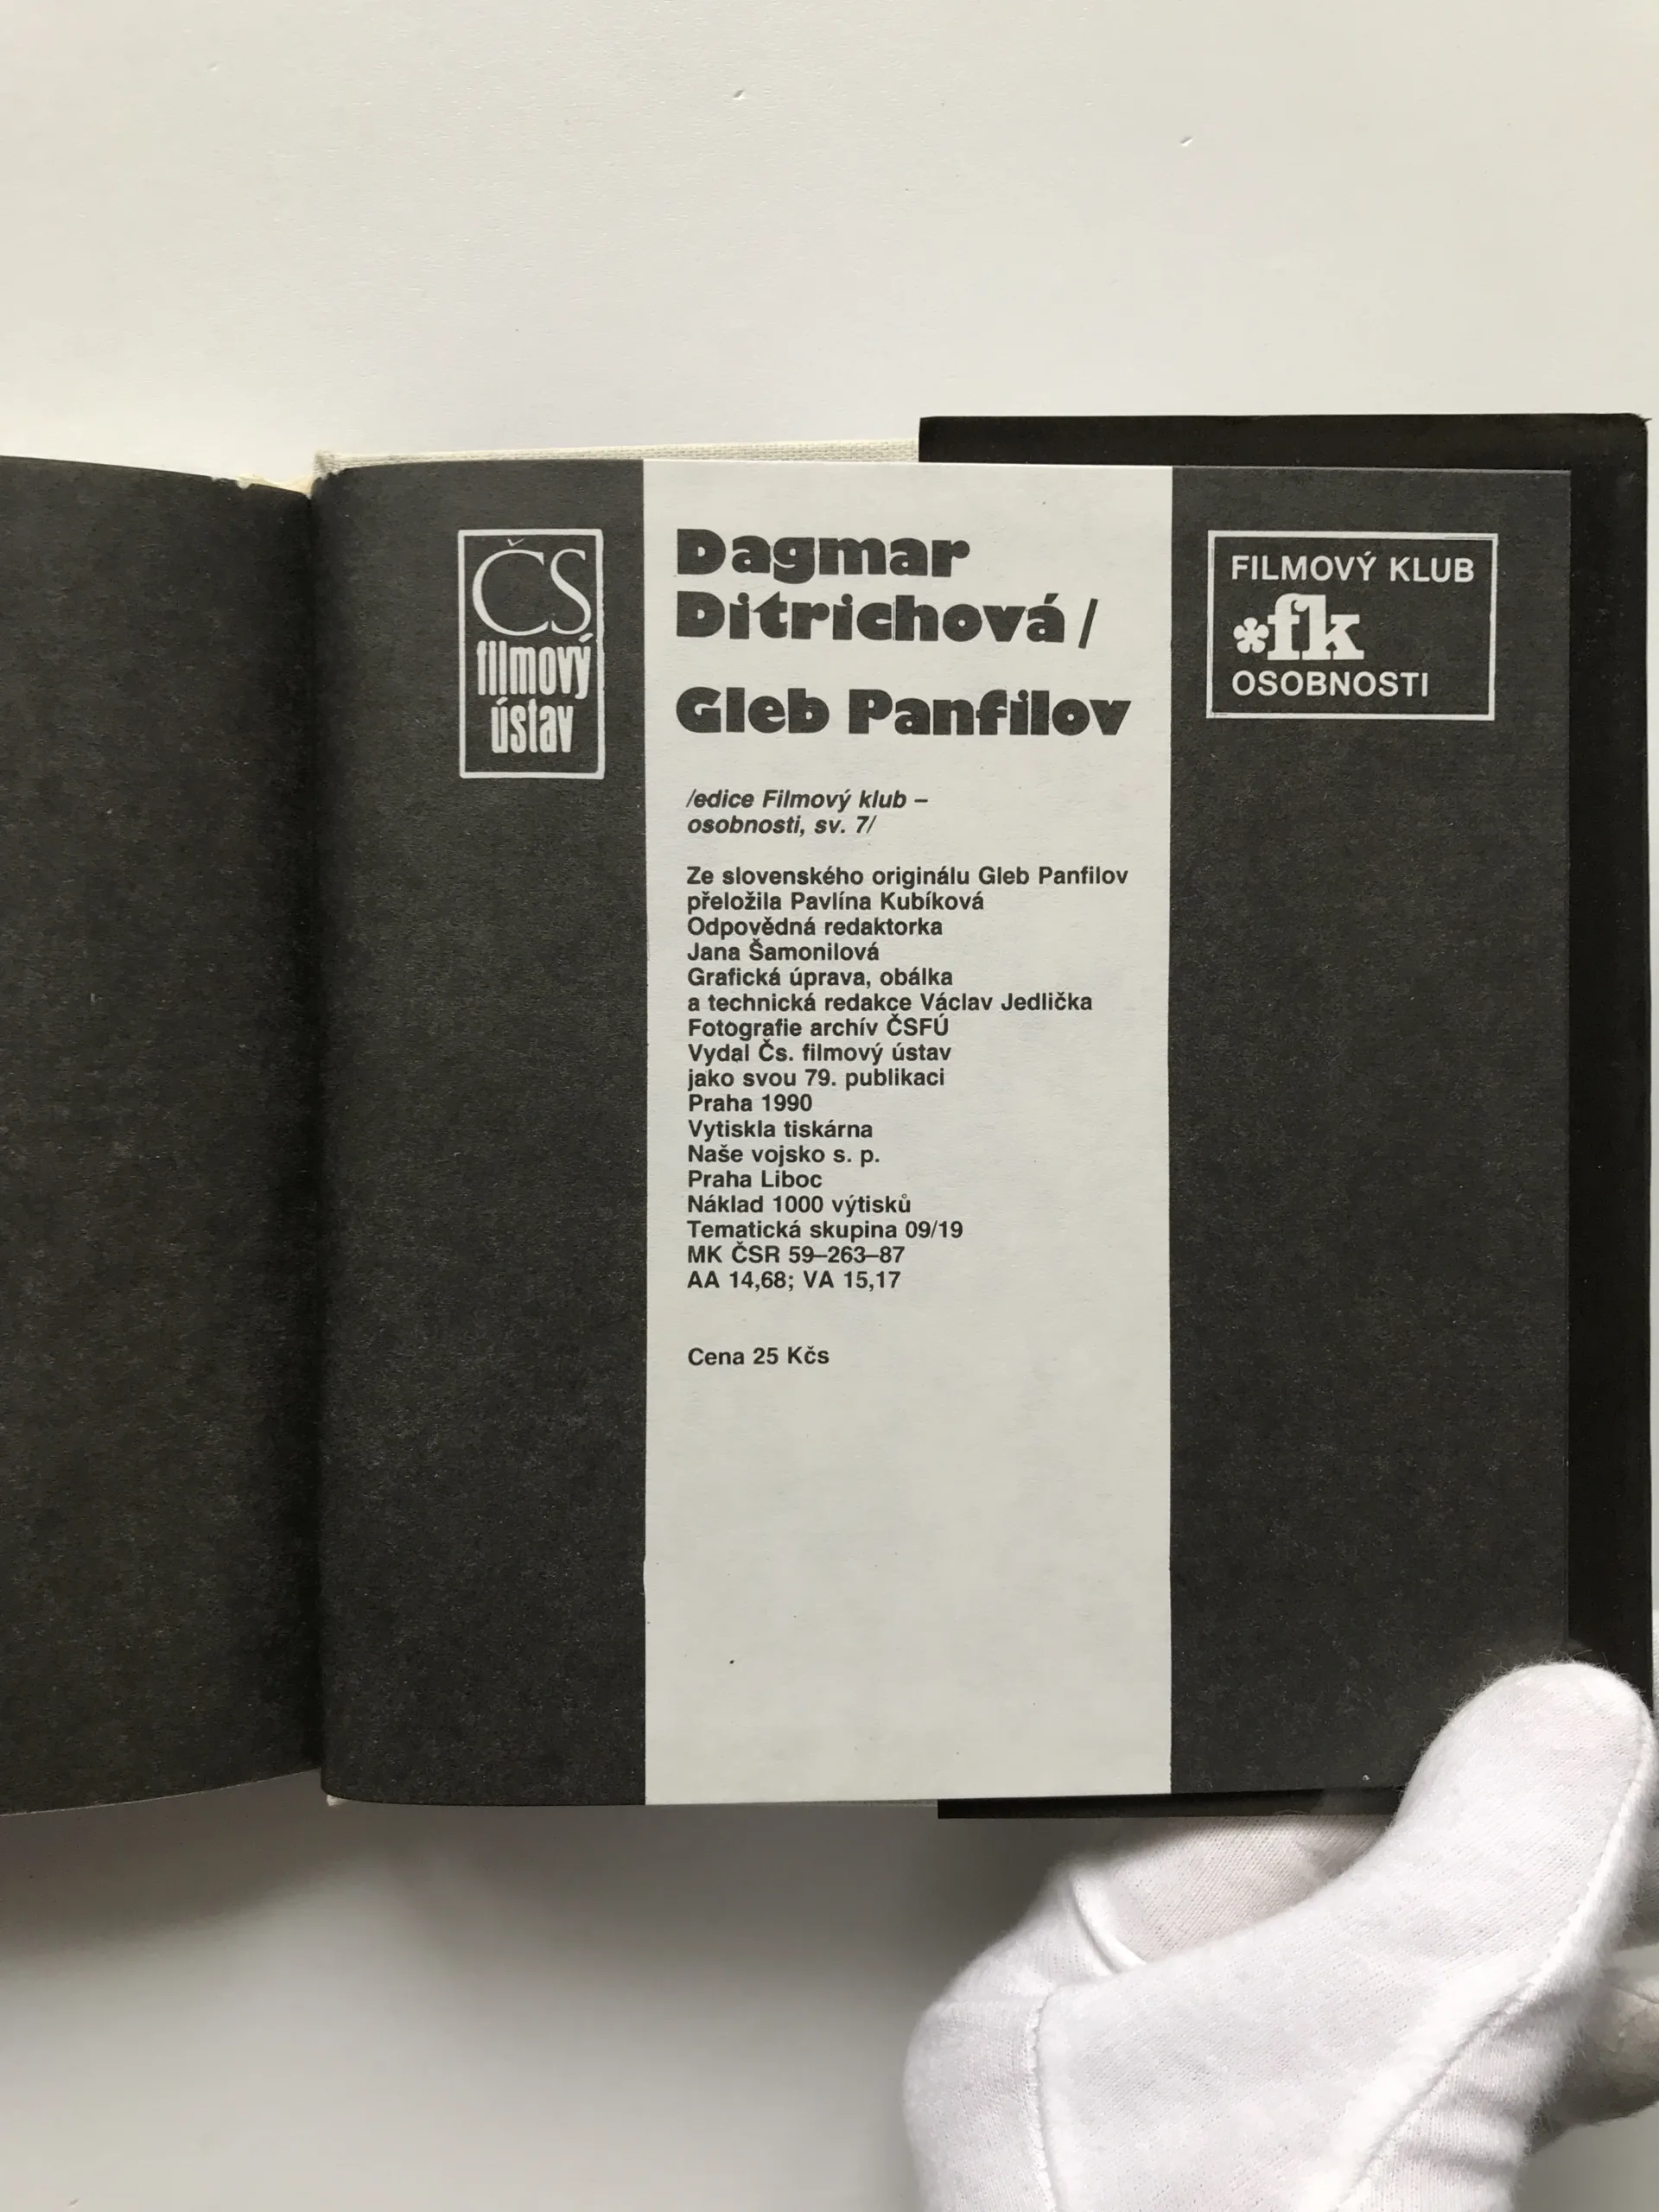 ČS
filmový
ústav
Dagmar
Ditrichová /
Gleb Panfilov
/edice Filmový klub –
osobnosti, sv. 7/
Ze slovenského originálu Gleb Panfilov
přeložila Pavlína Kubíková
Odpovědná redaktorka
Jana Šamonilová
Grafická úprava, obálka
a technická redakce Václav Jedlička
Fotografie archív ČSFÚ
Vydal Čs. filmový ústav
jako svou 79. publikaci
Praha 1990
Vytiskla tiskárna
Naše vojsko s. p.
Praha Liboc
Náklad 1000 výtisků
Tematická skupina 09/19
MK ČSR 59–263–87
AA 14,68; VA 15,17
Cena 25 Kčs
FILMOVÝ KLUB
*fk
OSOBNOSTI